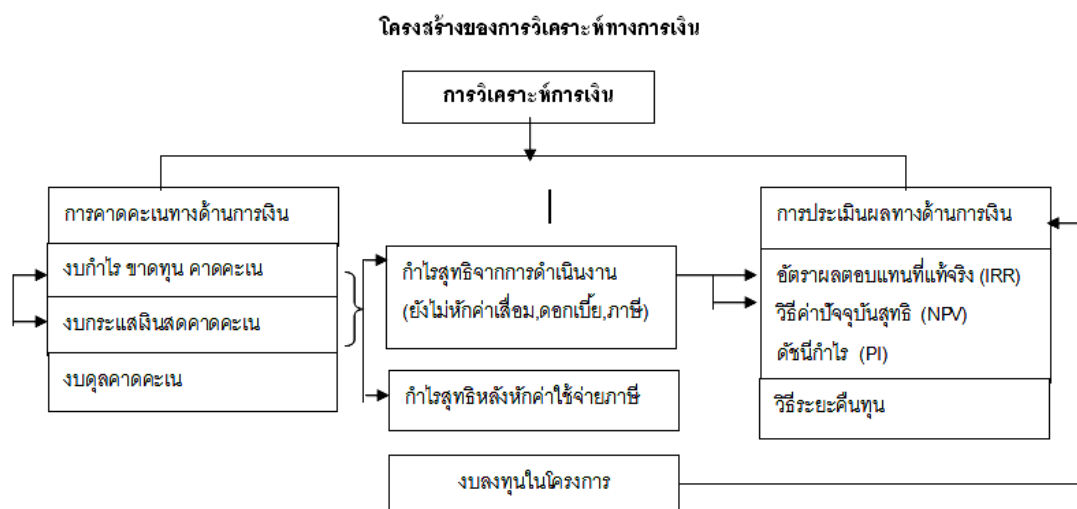 โครงสร้างของการวิเคราะห์ทางการเงิน
การวิเคราะห์การเงิน
การคาดคะเนทางด้านการเงิน
งบกำไร ขาดทุน คาดคะเน
งบกระแสเงินสดคาดคะเน
งบดุลคาดคะเน
กำไรสุทธิจากการดำเนินงาน
(ยังไม่หักค่าเสื่อม,ดอกเบี้ย,ภาษี)
กำไรสุทธิหลังหักค่าใช้จ่ายภาษี
งบลงทุนในโครงการ
การประเมินผลทางด้านการเงิน
อัตราผลตอบแทนที่แท้จริง (IRR)
วิธีค่าปัจจุบันสุทธิ (NPV)
ดัชนีกำไร (PI)
วิธีระยะคืนทุน